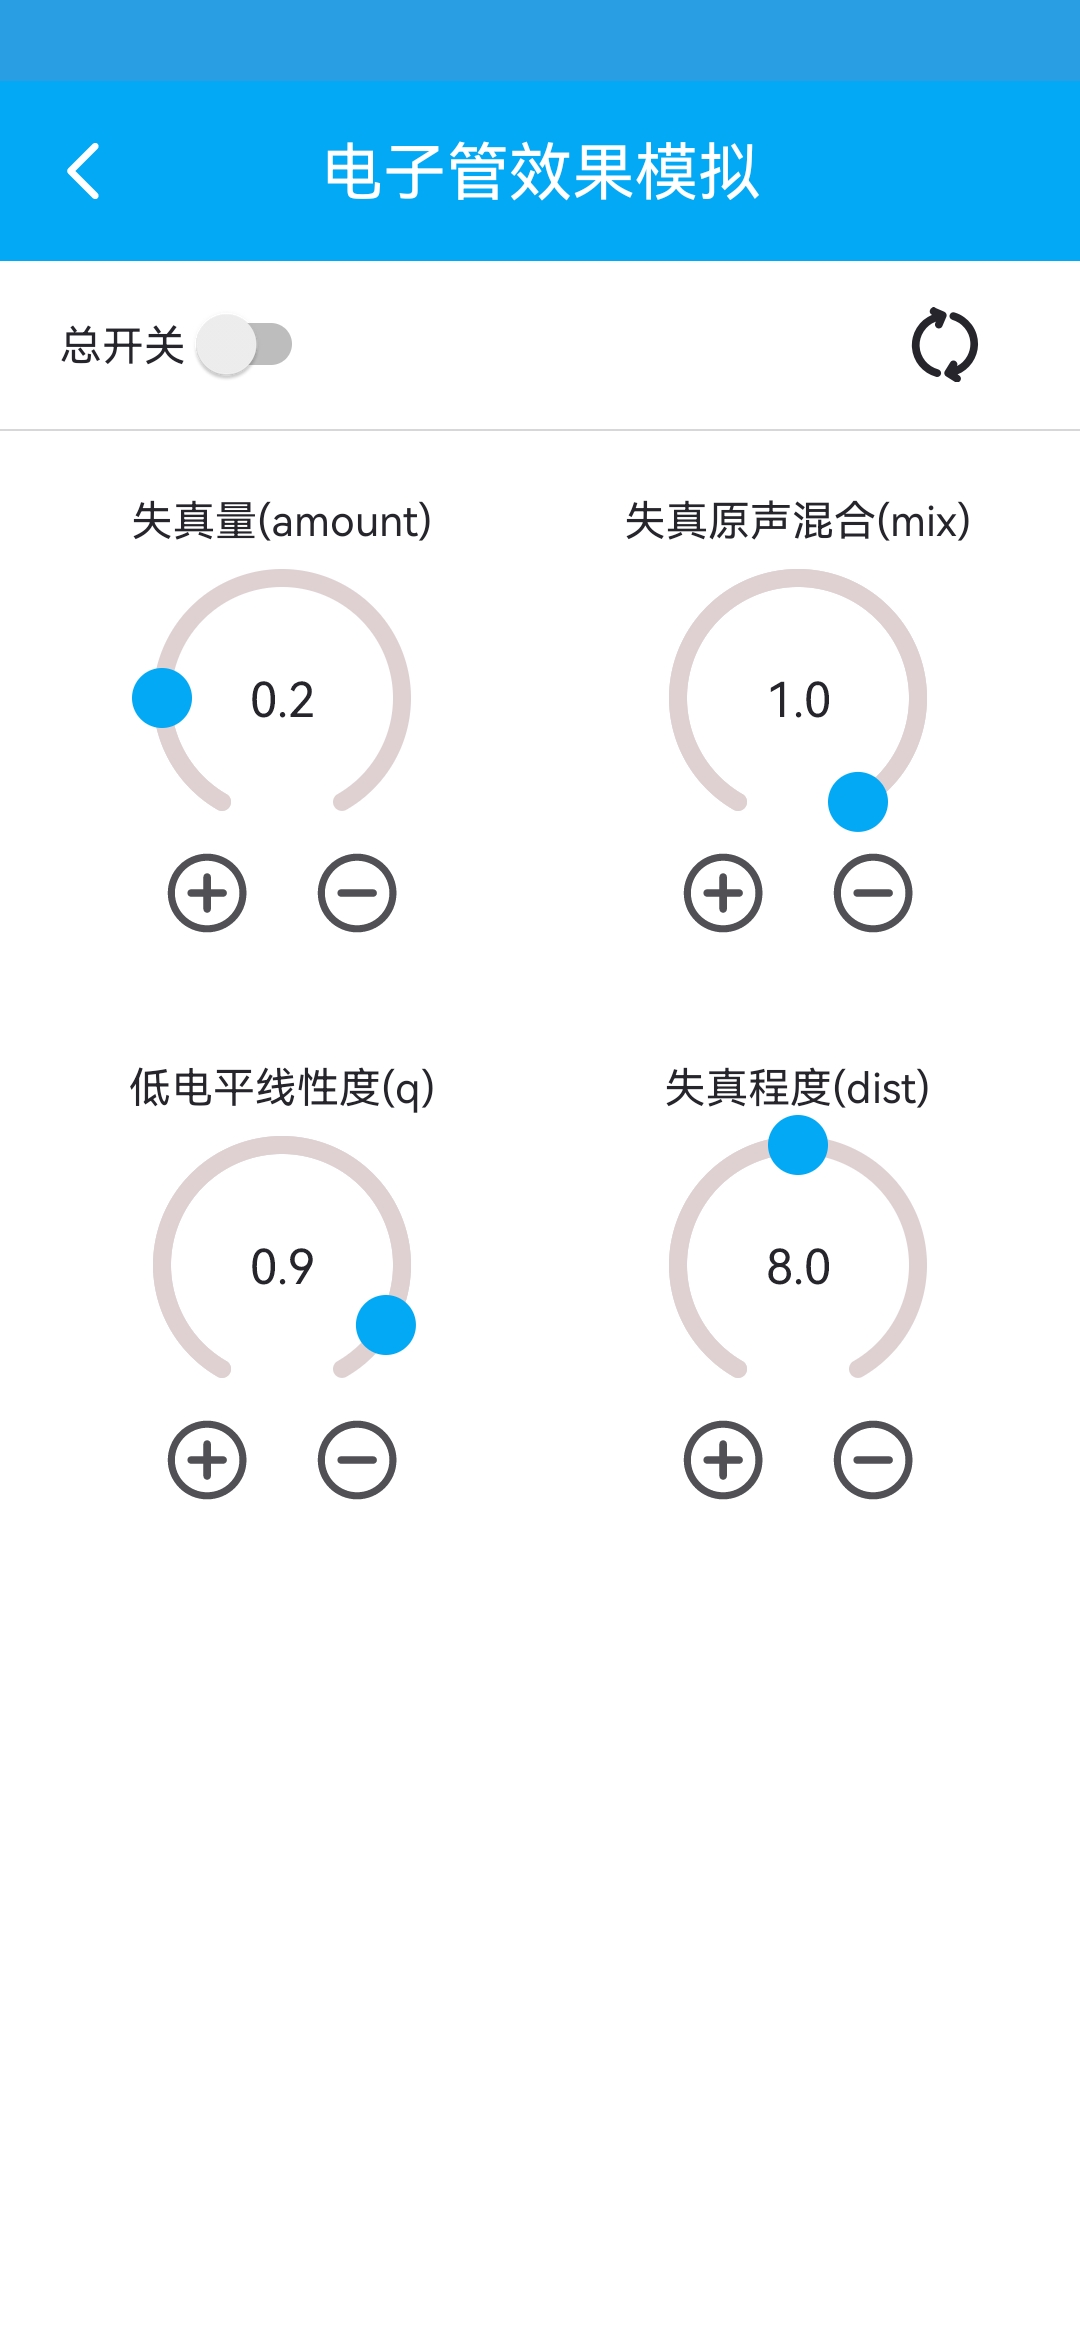 电子管效果模拟
总开关
失真量(amount)
失真原声混合(mix)
0.2
1.0
低电平线性度(q)
失真程度(dist)
0.9
8.0